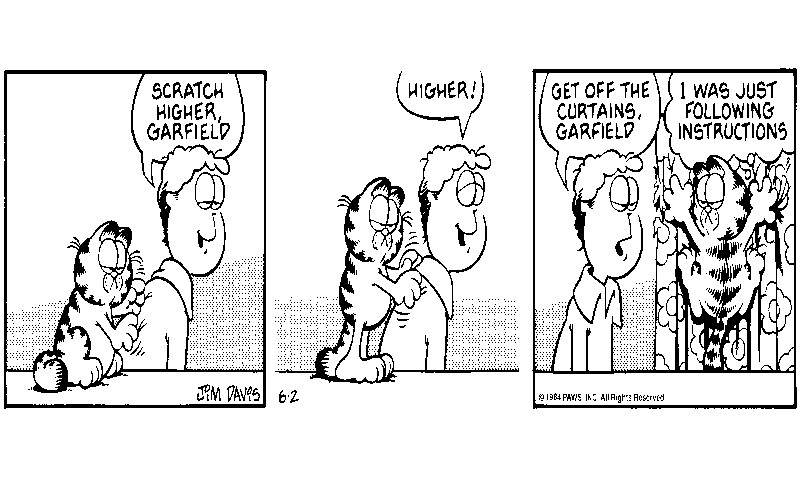 SCRATCH
HIGHER,
GARFIELD
JIM DAVIS
HIGHER!
6-2
GET OFF THE
CURTAINS,
GARFIELD
I WAS JUST
FOLLOWING
INSTRUCTIONS
© 1984 PAWS, INC. All Rights Reserved